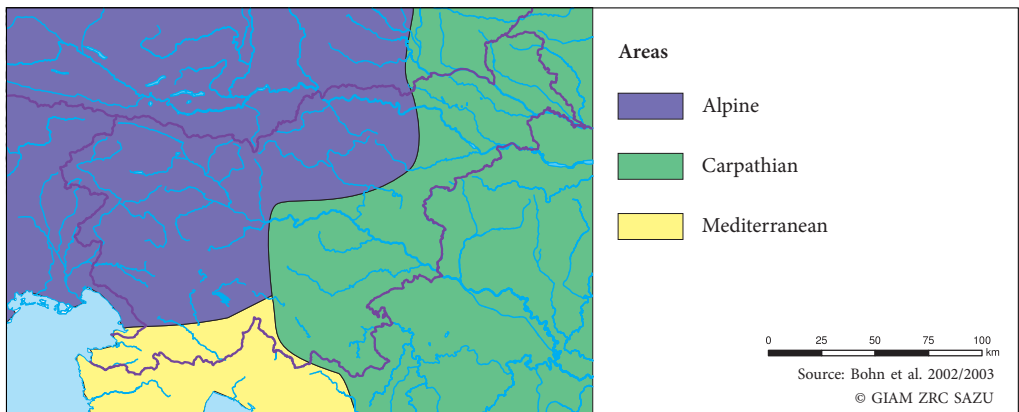 Areas
Alpine
Carpathian
Mediterranean
0 25 50 75 100
km
Source: Bohn et al. 2002/2003
© GIAM ZRC SAZU